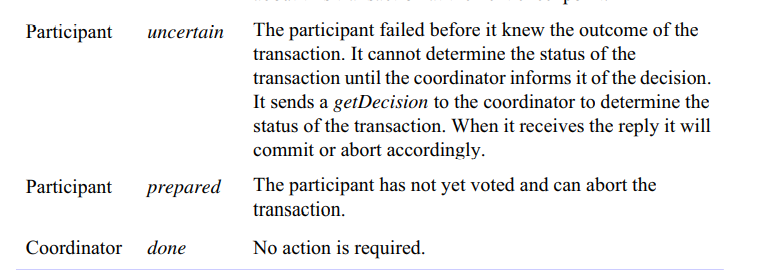 Participant uncertain The participant failed before it knew the outcome of the
transaction. It cannot determine the status of the
transaction until the coordinator informs it of the decision.
It sends a getDecision to the coordinator to determine the
status of the transaction. When it receives the reply it will
commit or abort accordingly.
Participant prepared The participant has not yet voted and can abort the
transaction.
Coordinator done No action is required.